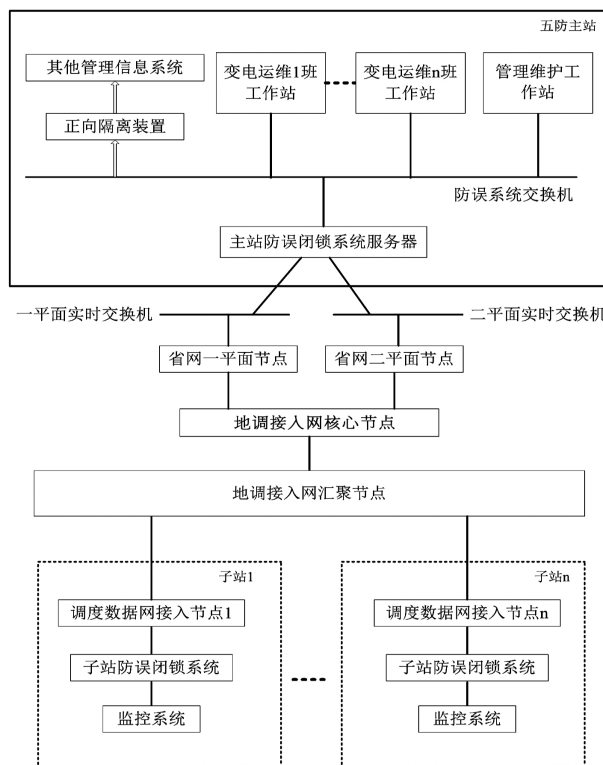 五防主站
其他管理信息系统
正向隔离装置
变电运维1班
工作站
变电运维n班
工作站
管理维护工
作站
防误系统交换机
主站防误闭锁系统服务器
一平面实时交换机
二平面实时交换机
省网一平面节点
省网二平面节点
地调接入网核心节点
地调接入网汇聚节点
子站1
调度数据网接入节点1
子站防误闭锁系统
监控系统
子站n
调度数据网接入节点n
子站防误闭锁系统
监控系统